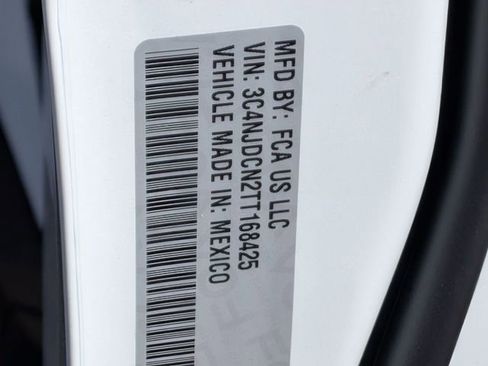 MFD BY: FCA US LLC
VIN: 3C4NJDCN2TT168425
VEHICLE MADE IN: MEXICO